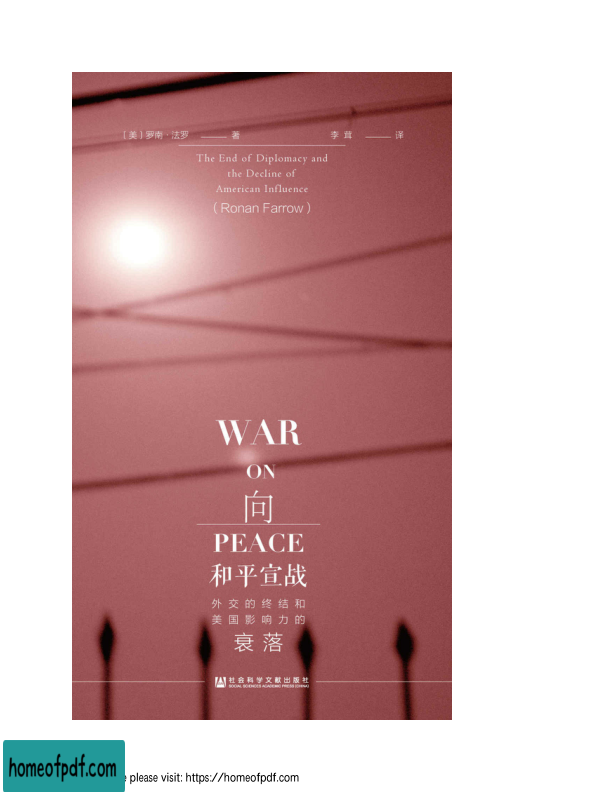 （美）罗南·法罗 —— 著 李茸 —— 译
The End of Diplomacy and
the Decline of
American Influence
（Ronan Farrow）
WAR
ON
向
PEACE
和平宣战
外交的终结和
美国影响力的
衰落
社会科学文献出版社
SOCIAL SCIENCES ACADEMIC PRESS (CHINA)
homeofpdf.com
e please visit: https://homeofpdf.com